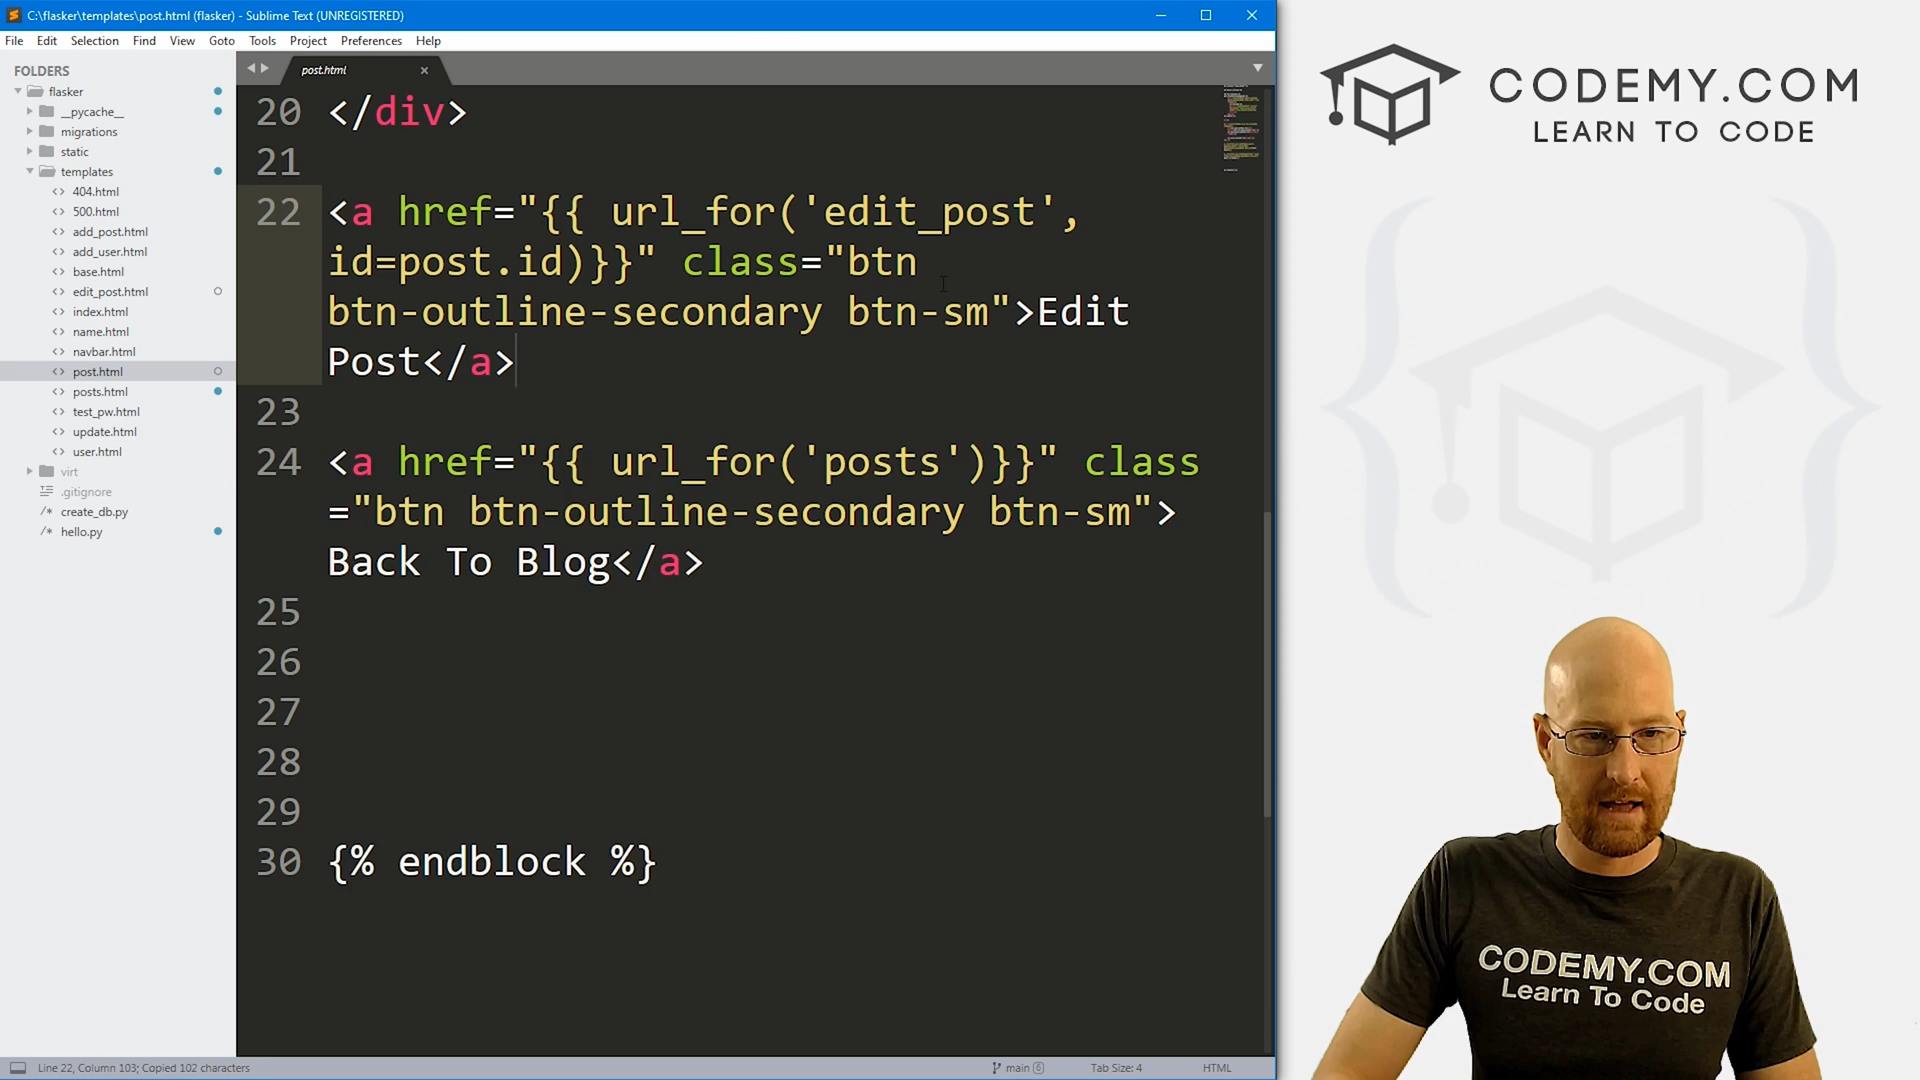 C:\flasker\templates\post.html (flasker) - Sublime Text (UNREGISTERED)
File Edit Selection Find View Goto Tools Project Preferences Help
FOLDERS
flasker
__pycache__
migrations
static
templates
404.html
500.html
add_post.html
add_user.html
base.html
edit_post.html
index.html
name.html
navbar.html
post.html
posts.html
test_pw.html
update.html
user.html
virt
.gitignore
create_db.py
hello.py
post.html
20 </div>
21
22 <a href="{{ url_for('edit_post',
id=post.id)}}" class="btn
btn-outline-secondary btn-sm">Edit
Post</a>
23
24 <a href="{{ url_for('posts')}}" class
="btn btn-outline-secondary btn-sm">
Back To Blog</a>
25
26
27
28
29
30 {% endblock %}
Line 22, Column 103; Copied 102 characters
main 6
Tab Size: 4
HTML
CODEMY.COM
LEARN TO CODE
CODEMY.COM
Learn To Code